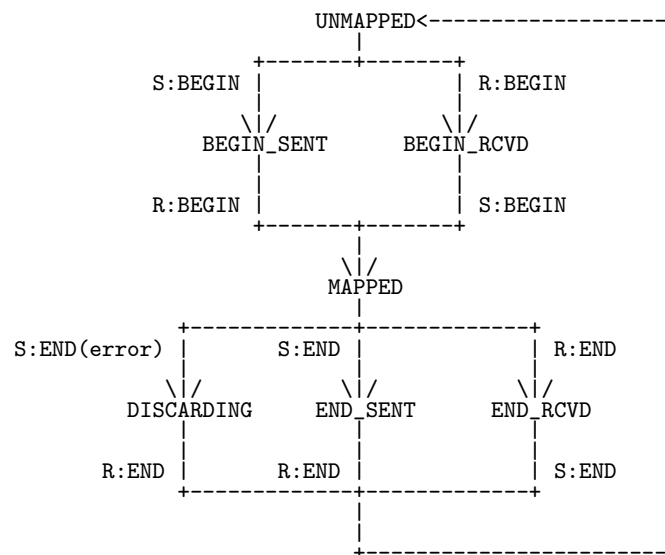 UNMAPPED<------------------
|
+-------+-------+
S:BEGIN | | R:BEGIN
| |
\|/ \|/
BEGIN_SENT BEGIN_RCVD
| |
| |
R:BEGIN | | S:BEGIN
+-------+-------+
|
\|/
MAPPED
+-------------+-------------+
S:END(error) | S:END | | R:END
| | |
\|/ \|/ \|/
DISCARDING END_SENT END_RCVD
| | |
| | |
R:END | R:END | | S:END
+-------------+-------------+
|
|
+------------------------